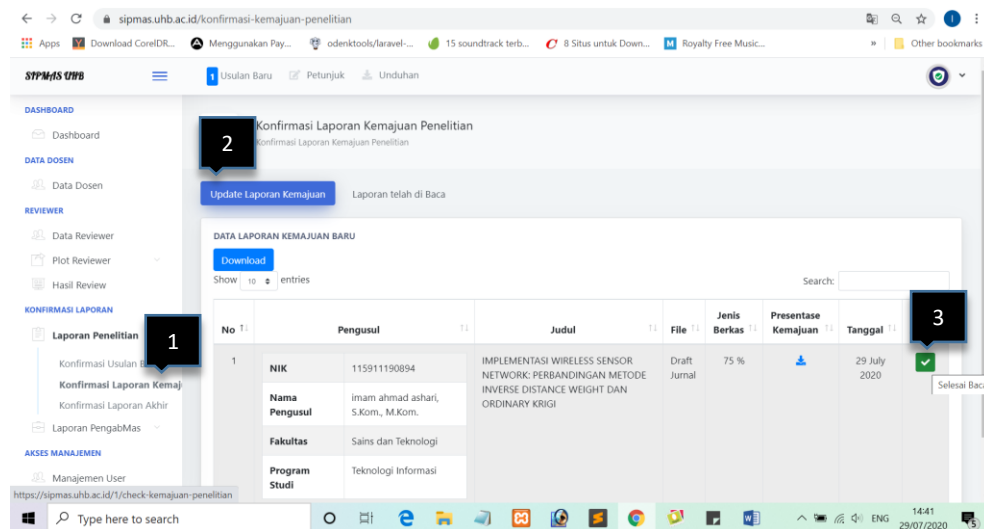 sipmas.uhb.ac.id/konfirmasi-kemajuan-penelitian
Apps Download CorelDR... Menggunakan Pay... odenktools/laravel-... 15 soundtrack terb... 8 Situs untuk Down... Royalty Free Music... » Other bookmarks
SIPMAS UHB
1 Usulan Baru Petunjuk Unduhan
DASHBOARD
Dashboard
DATA DOSEN
Data Dosen
REVIEWER
Data Reviewer
Plot Reviewer
Hasil Review
KONFIRMASI LAPORAN
Laporan Penelitian
Konfirmasi Usulan
Konfirmasi Laporan Kemaj
Konfirmasi Laporan Akhir
Laporan PengabMas
AKSES MANAJEMEN
Manajemen User
https://sipmas.uhb.ac.id/1/check-kemajuan-penelitian
1
2
Konfirmasi Laporan Kemajuan Penelitian
Konfirmasi Laporan Kemajuan Penelitian
Update Laporan Kemajuan Laporan telah di Baca
DATA LAPORAN KEMAJUAN BARU
Download
Show 10 entries Search:
3
No Pengusul Judul File Jenis Berkas Presentase Kemajuan Tanggal
1
NIK 115911190894
Nama Pengusul imam ahmad ashari, S.Kom., M.Kom.
Fakultas Sains dan Teknologi
Program Studi Teknologi Informasi
IMPLEMENTASI WIRELESS SENSOR
NETWORK: PERBANDINGAN METODE
INVERSE DISTANCE WEIGHT DAN
ORDINARY KRIGI
Draft
Jurnal
75 %
29 July
2020
Selesai Baca
Type here to search
ENG
14:41
29/07/2020